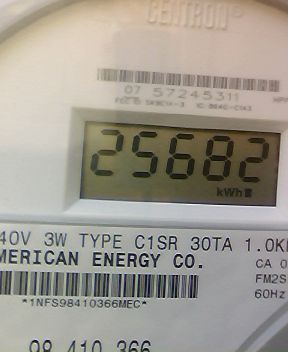 CENTRON®
07 57245311
25682
kWh
40V 3W TYPE C1SR 30TA 1.0K
MERICAN ENERGY CO.
CA 0
FM2S
60Hz
*1NFS98410366MEC*
98 410 366